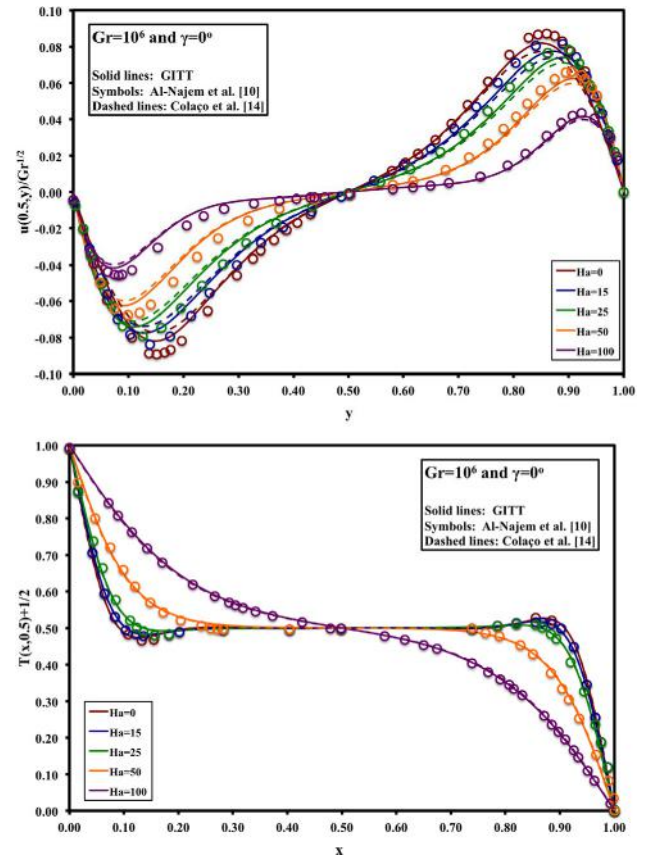 Gr=10⁶ and γ=0°
Solid lines: GITT
Symbols: Al-Najem et al. [10]
Dashed lines: Colaço et al. [14]
u(0.5,y)/Gr¹ᐟ²
0.10
0.08
0.06
0.04
0.02
0.00
-0.02
-0.04
-0.06
-0.08
-0.10
Ha=0
Ha=15
Ha=25
Ha=50
Ha=100
0.00 0.10 0.20 0.30 0.40 0.50 0.60 0.70 0.80 0.90 1.00
y
Gr=10⁶ and γ=0°
Solid lines: GITT
Symbols: Al-Najem et al. [10]
Dashed lines: Colaço et al. [14]
T(x,0.5)+1/2
1.00
0.90
0.80
0.70
0.60
0.50
0.40
0.30
0.20
0.10
0.00
Ha=0
Ha=15
Ha=25
Ha=50
Ha=100
0.00 0.10 0.20 0.30 0.40 0.50 0.60 0.70 0.80 0.90 1.00
x